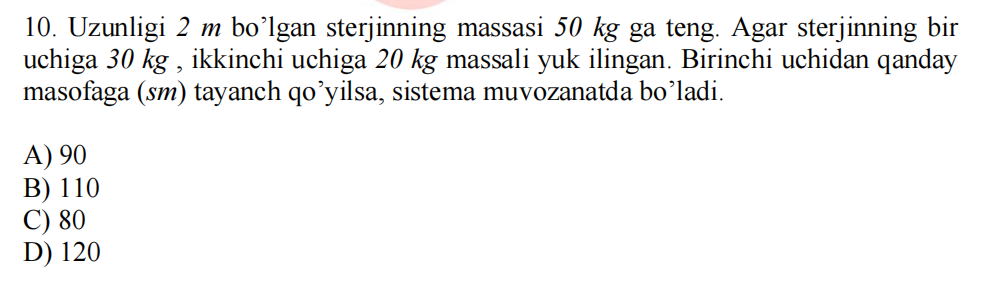 10. Uzunligi 2 m bo’lgan sterjinning massasi 50 kg ga teng. Agar sterjinning bir
uchiga 30 kg , ikkinchi uchiga 20 kg massali yuk ilingan. Birinchi uchidan qanday
masofaga (sm) tayanch qo’yilsa, sistema muvozanatda bo’ladi.
A) 90
B) 110
C) 80
D) 120